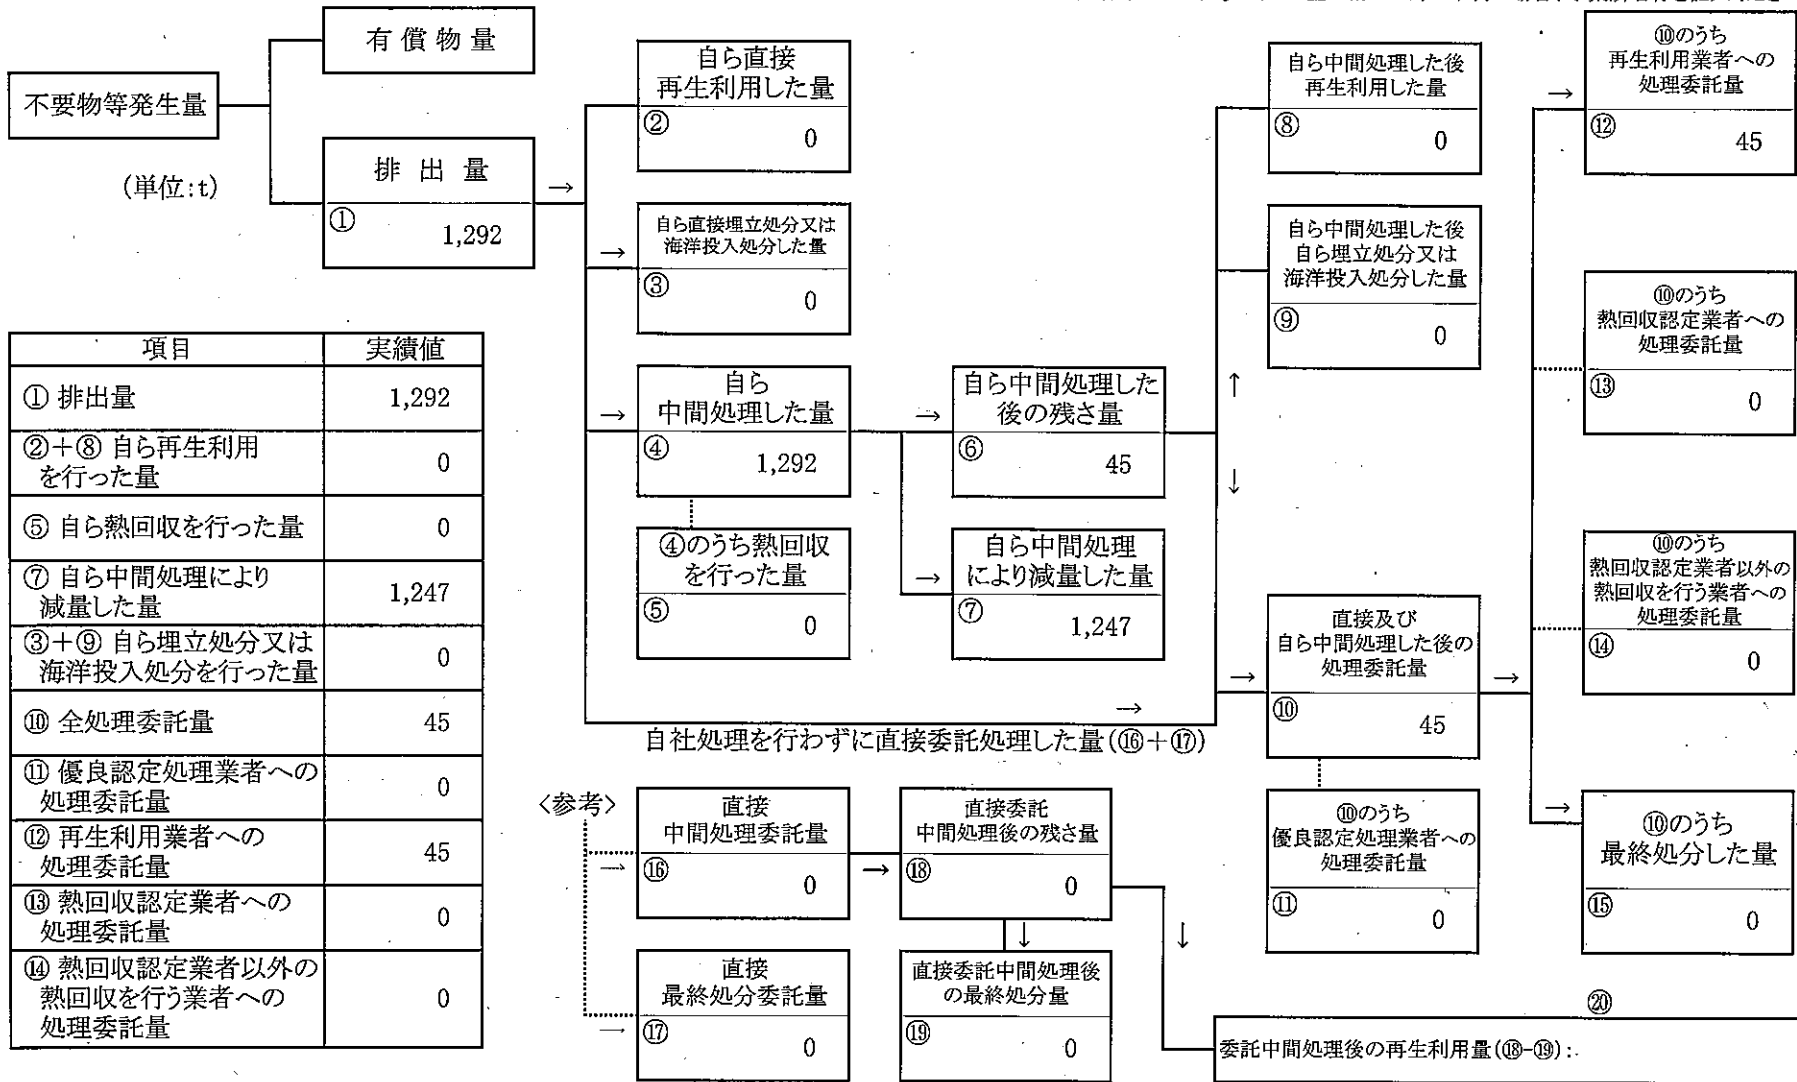 有償物量
不要物等発生量
(単位:t)
排出量
①
1,292
→
自ら直接
再生利用した量
②
0
→
自ら直接埋立処分又は
海洋投入処分した量
③
0
→
自ら
中間処理した量
④
1,292
④のうち熱回収
を行った量
⑤
0
→
自ら中間処理した
後の残さ量
⑥
45
→
自ら中間処理
により減量した量
⑦
1,247
↑
↓
自ら中間処理した後
再生利用した量
⑧
0
自ら中間処理した後
自ら埋立処分又は
海洋投入処分した量
⑨
0
→
自社処理を行わずに直接委託処理した量(⑯+⑰)
→
直接及び
自ら中間処理した後の
処理委託量
⑩
45
⑩のうち
優良認定処理業者への
処理委託量
⑪
0
→
→
⑩のうち
再生利用業者への
処理委託量
⑫
45
⑩のうち
熱回収認定業者への
処理委託量
⑬
0
⑩のうち
熱回収認定業者以外の
熱回収を行う業者への
処理委託量
⑭
0
→
⑩のうち
最終処分した量
⑮
0
項目 実績値
① 排出量 1,292
②+⑧ 自ら再生利用
を行った量 0
⑤ 自ら熱回収を行った量 0
⑦ 自ら中間処理により
減量した量 1,247
③+⑨ 自ら埋立処分又は
海洋投入処分を行った量 0
⑩ 全処理委託量 45
⑪ 優良認定処理業者への
処理委託量 0
⑫ 再生利用業者への
処理委託量 45
⑬ 熱回収認定業者への
処理委託量 0
⑭ 熱回収認定業者以外の
熱回収を行う業者への
処理委託量 0
〈参考〉
→
直接
中間処理委託量
⑯
0
→
直接委託
中間処理後の残さ量
⑱
0
→
直接
最終処分委託量
⑰
0
↓
直接委託中間処理後
の最終処分量
⑲
0
↓
⑳
委託中間処理後の再生利用量(⑱-⑲):